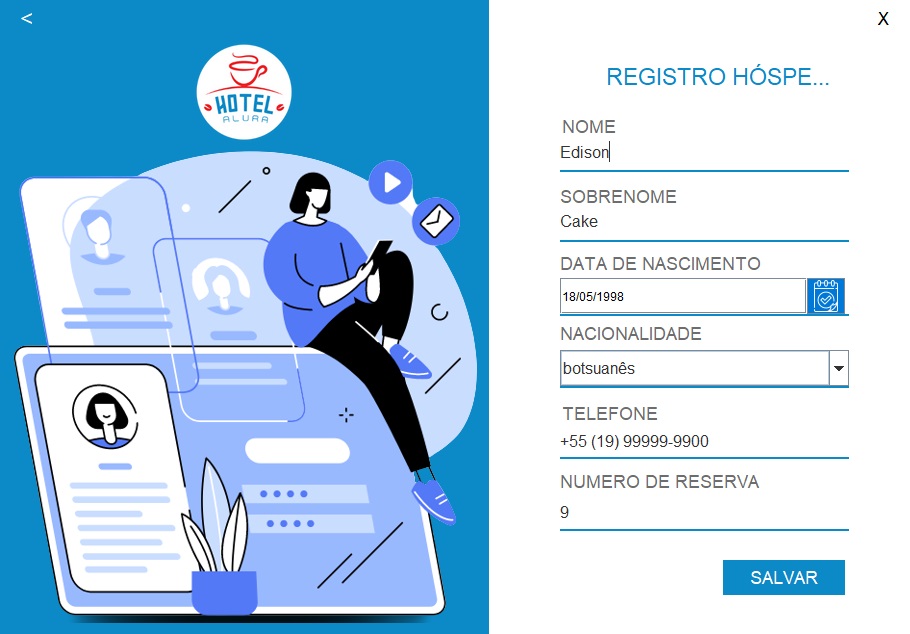 <
X
HOTEL
ALURA
REGISTRO HÓSPE...
NOME
Edison
SOBRENOME
Cake
DATA DE NASCIMENTO
18/05/1998
NACIONALIDADE
botsuanês
TELEFONE
+55 (19) 99999-9900
NUMERO DE RESERVA
9
SALVAR